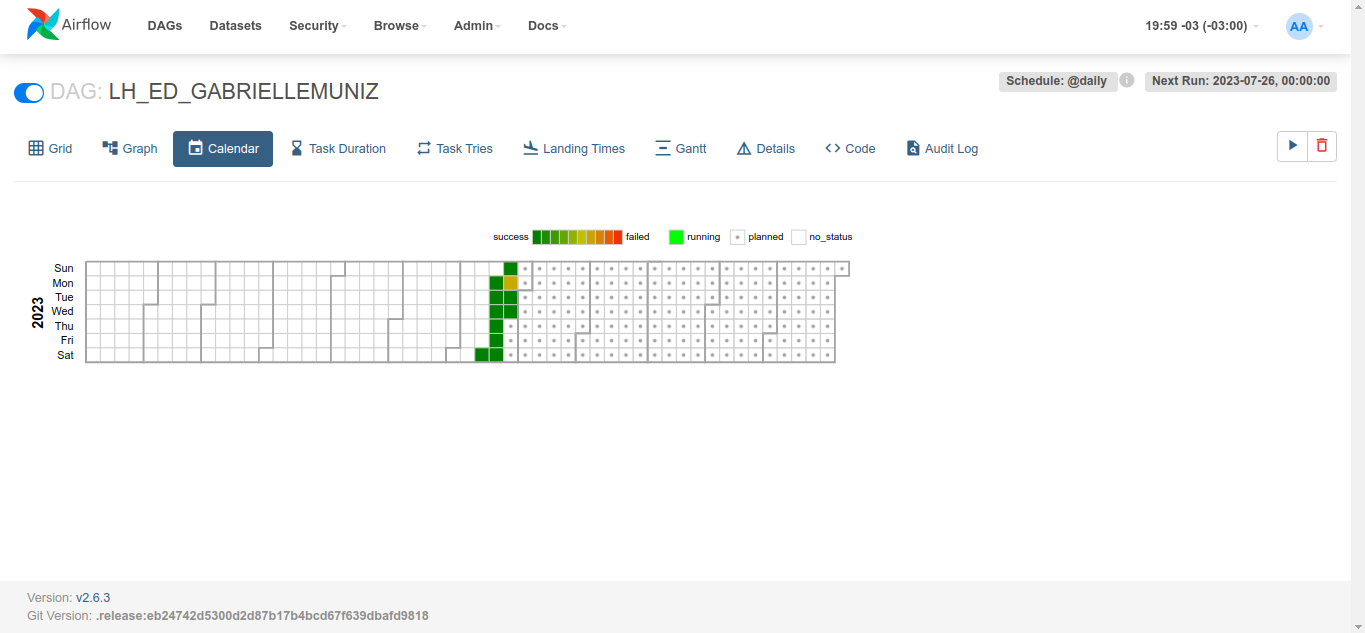 Airflow DAGs Datasets Security Browse Admin Docs 19:59 -03 (-03:00) AA
DAG: LH_ED_GABRIELLEMUNIZ Schedule: @daily i Next Run: 2023-07-26, 00:00:00
Grid Graph Calendar Task Duration Task Tries Landing Times Gantt Details Code Audit Log
success failed running planned no_status
2023
Sun
Mon
Tue
Wed
Thu
Fri
Sat
Version: v2.6.3
Git Version: .release:eb24742d5300d2d87b17b4bcd67f639dbafd9818